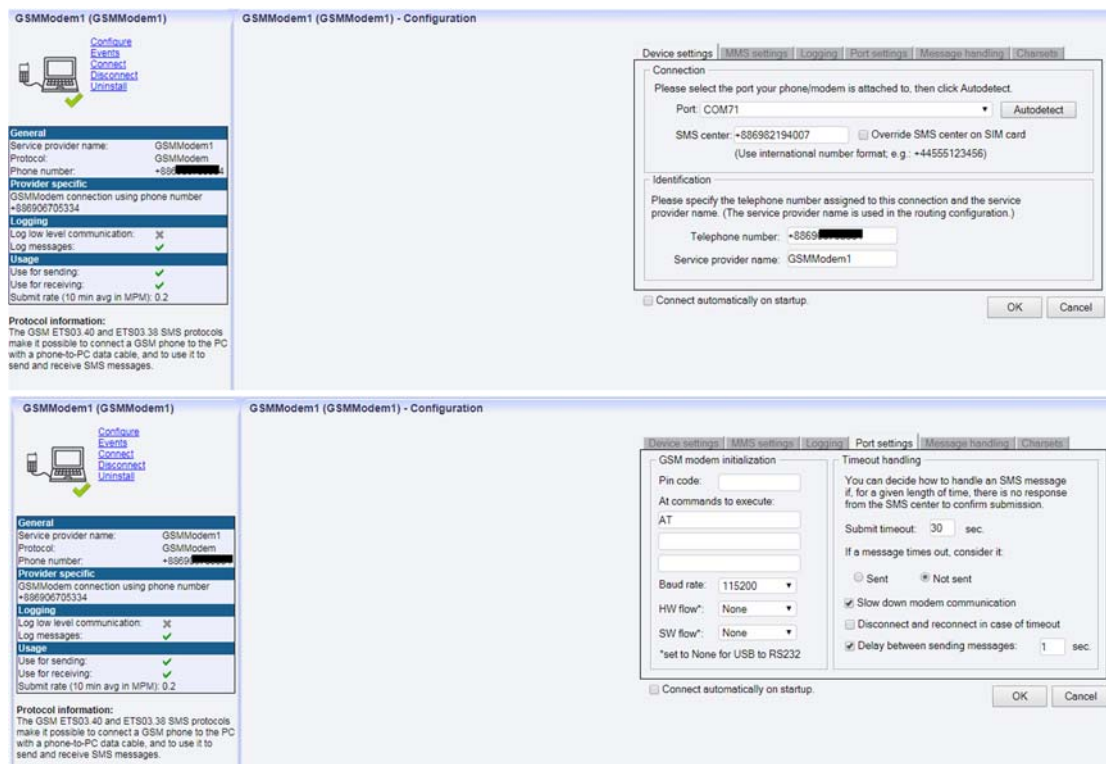 GSMModem1 (GSMModem1)
GSMModem1 (GSMModem1) - Configuration
Configure
Events
Connect
Disconnect
Uninstall
General
Service provider name: GSMModem1
Protocol: GSMModem
Phone number: +886
Provider specific
GSMModem connection using phone number
+886906705334
Logging
Log low level communication:
Log messages:
Usage
Use for sending:
Use for receiving:
Submit rate (10 min avg in MPM): 0.2
Protocol information:
The GSM ETS03.40 and ETS03.38 SMS protocols
make it possible to connect a GSM phone to the PC
with a phone-to-PC data cable, and to use it to
send and receive SMS messages.
Device settings MMS settings Logging Port settings Message handling Charsets
Connection
Please select the port your phone/modem is attached to, then click Autodetect.
Port: COM71 Autodetect
SMS center: +886982194007 Override SMS center on SIM card
(Use international number format; e.g.: +44555123456)
Identification
Please specify the telephone number assigned to this connection and the service
provider name. (The service provider name is used in the routing configuration.)
Telephone number: +8869
Service provider name: GSMModem1
Connect automatically on startup.
OK Cancel
GSMModem1 (GSMModem1)
GSMModem1 (GSMModem1) - Configuration
Configure
Events
Connect
Disconnect
Uninstall
General
Service provider name: GSMModem1
Protocol: GSMModem
Phone number: +8869
Provider specific
GSMModem connection using phone number
+886906705334
Logging
Log low level communication:
Log messages:
Usage
Use for sending:
Use for receiving:
Submit rate (10 min avg in MPM): 0.2
Protocol information:
The GSM ETS03.40 and ETS03.38 SMS protocols
make it possible to connect a GSM phone to the PC
with a phone-to-PC data cable, and to use it to
send and receive SMS messages.
Device settings MMS settings Logging Port settings Message handling Charsets
GSM modem initialization
Pin code:
At commands to execute:
AT
Baud rate: 115200
HW flow*: None
SW flow*: None
*set to None for USB to RS232
Timeout handling
You can decide how to handle an SMS message
if, for a given length of time, there is no response
from the SMS center to confirm submission.
Submit timeout: 30 sec.
If a message times out, consider it:
Sent Not sent
Slow down modem communication
Disconnect and reconnect in case of timeout
Delay between sending messages: 1 sec.
Connect automatically on startup.
OK Cancel